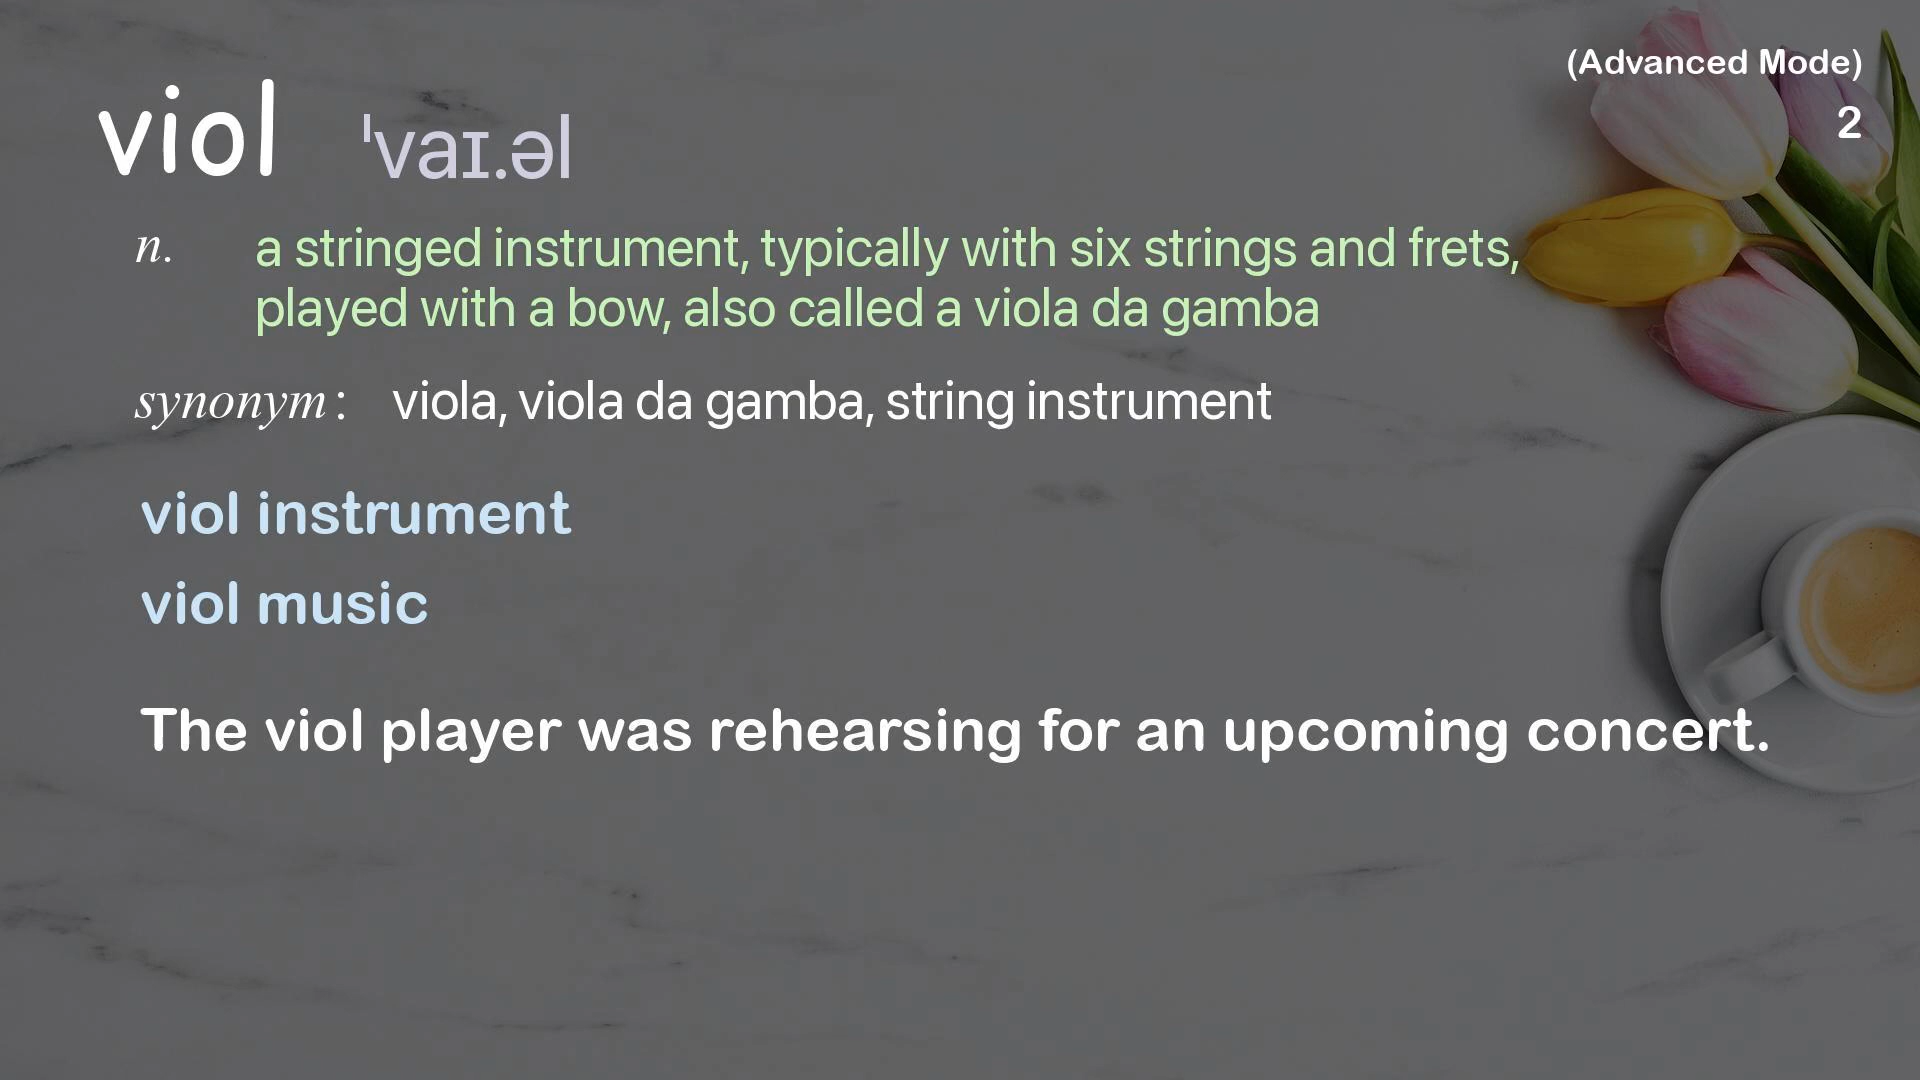 (Advanced Mode)
2
viol ˈvaɪ.əl
n. a stringed instrument, typically with six strings and frets,
played with a bow, also called a viola da gamba
synonym : viola, viola da gamba, string instrument
viol instrument
viol music
The viol player was rehearsing for an upcoming concert.